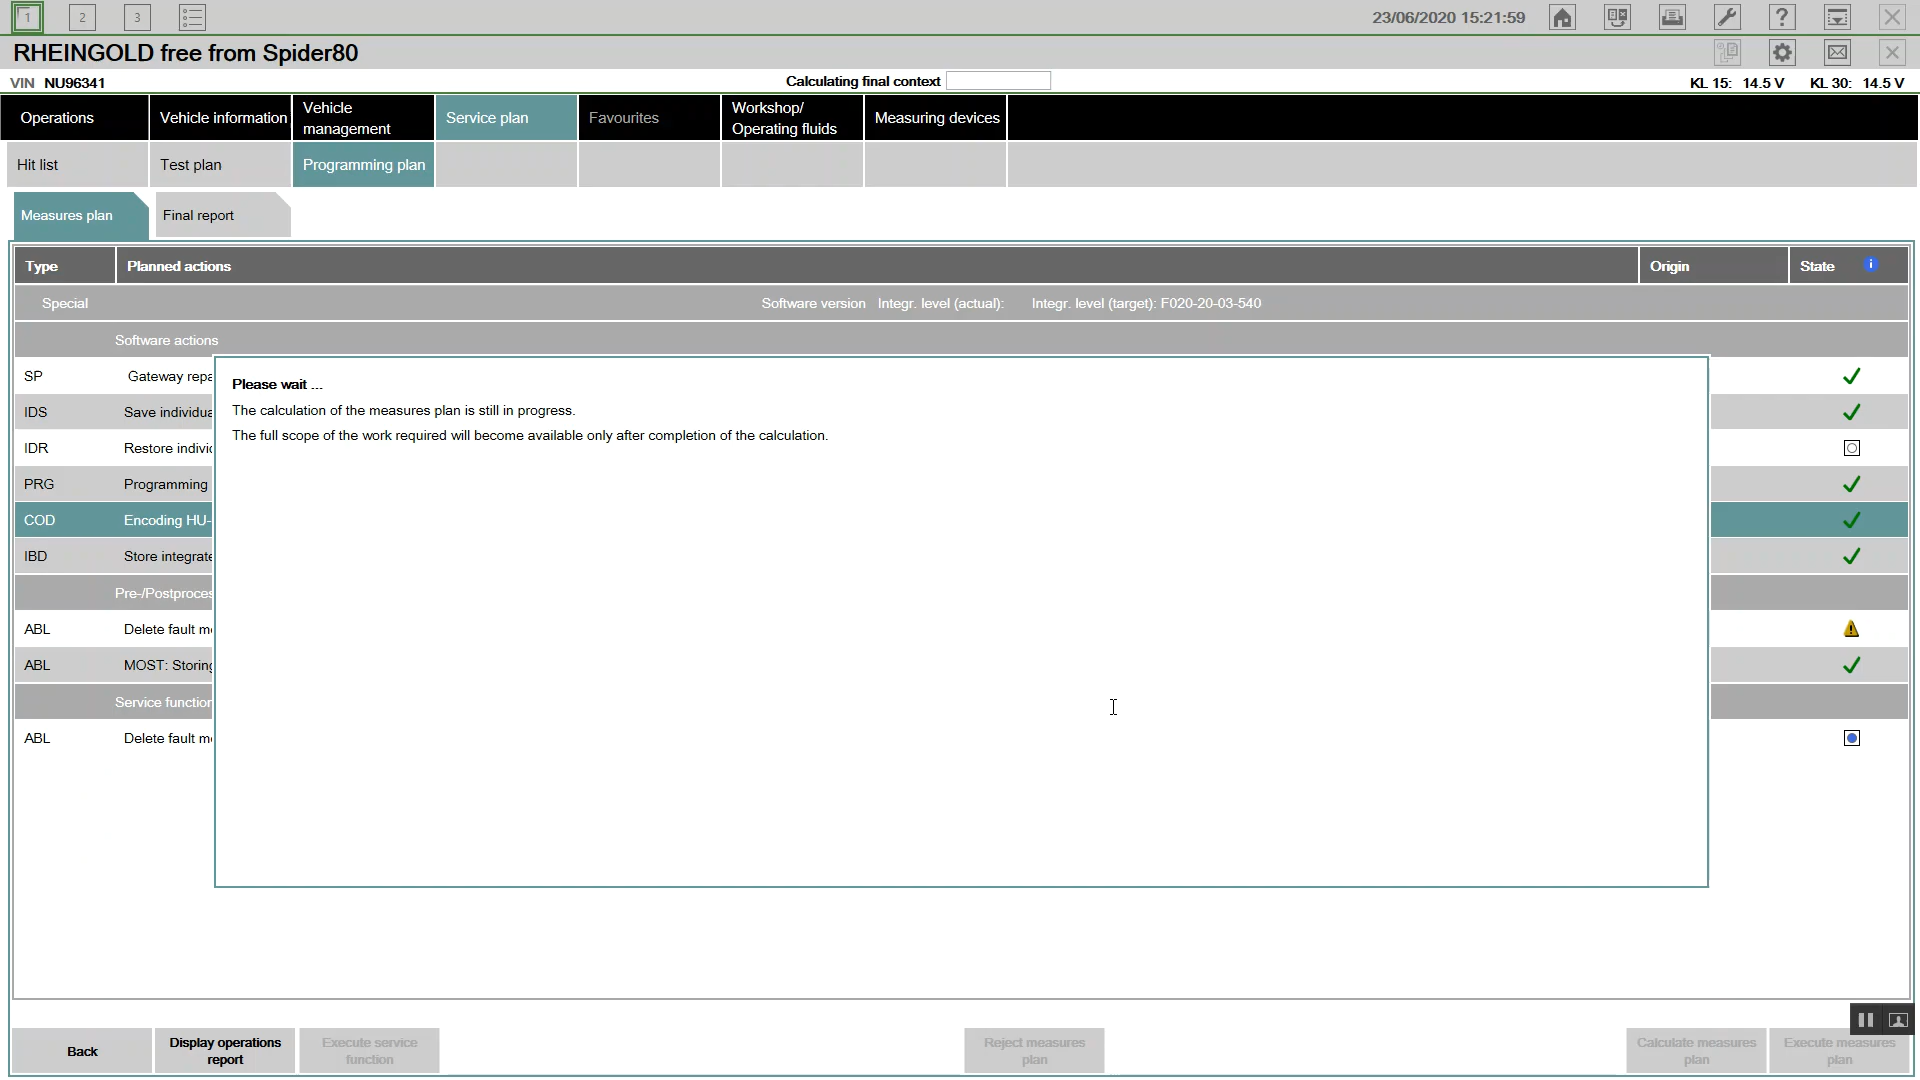 1 2 3 23/06/2020 15:21:59 ?
RHEINGOLD free from Spider80
VIN NU96341 Calculating final context KL 15: 14.5 V KL 30: 14.5 V
Operations Vehicle information Vehicle management Service plan Favourites Workshop/ Operating fluids Measuring devices
Hit list Test plan Programming plan
Measures plan Final report
Type Planned actions Origin State i
Special Software version Integr. level (actual): Integr. level (target): F020-20-03-540
Software actions
SP Gateway repa
IDS Save individua
IDR Restore indivi
PRG Programming
COD Encoding HU-
IBD Store integrate
Pre-/Postproces
ABL Delete fault m
ABL MOST: Storing
Service function
ABL Delete fault m
Please wait ...
The calculation of the measures plan is still in progress.
The full scope of the work required will become available only after completion of the calculation.
Back Display operations report Execute service function Reject measures plan Calculate measures plan Execute measures plan